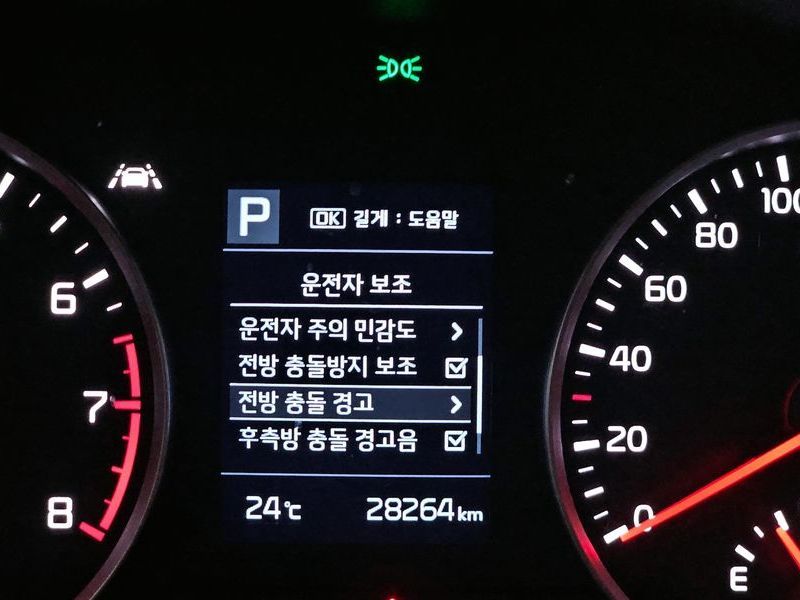 P
OK 길게 : 도움말
운전자 보조
운전자 주의 민감도
전방 충돌방지 보조
전방 충돌 경고
후측방 충돌 경고음
24℃ 28264km
6
7
8
100
80
60
40
20
0
E